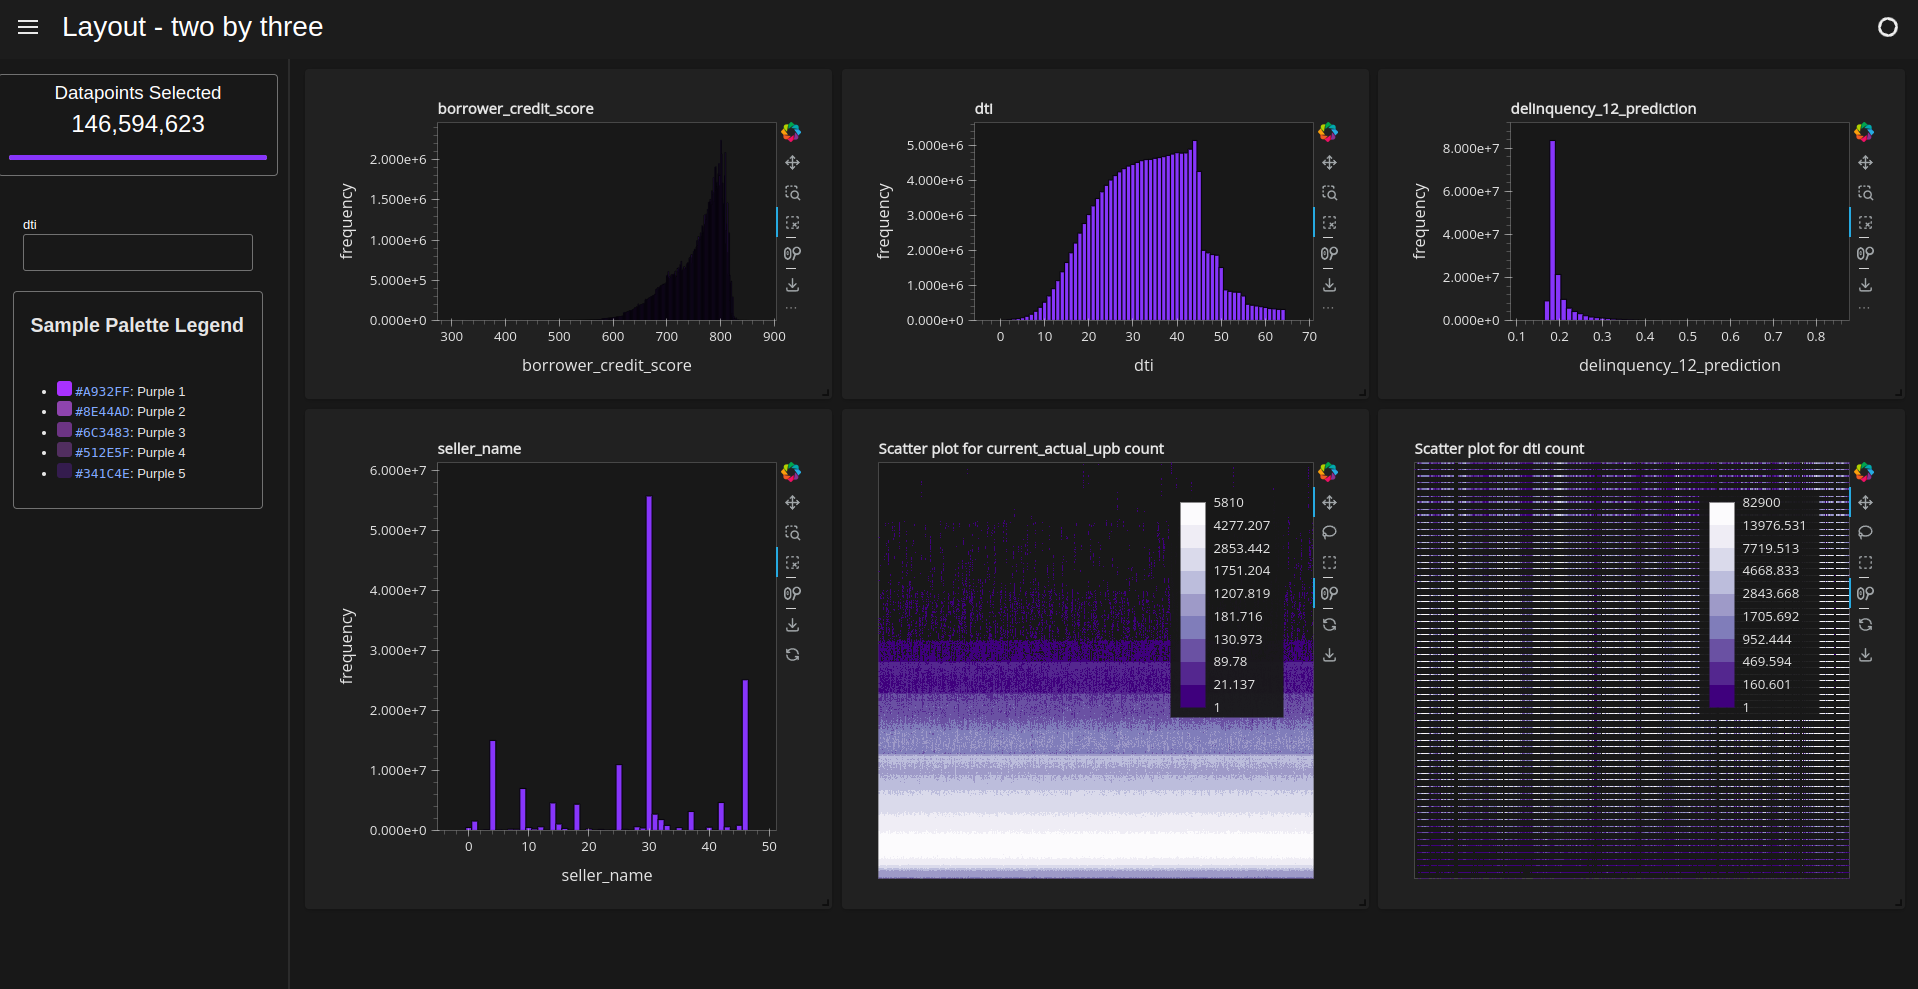 Layout - two by three
Datapoints Selected
146,594,623
dti
Sample Palette Legend
#A932FF: Purple 1
#8E44AD: Purple 2
#6C3483: Purple 3
#512E5F: Purple 4
#341C4E: Purple 5
borrower_credit_score
frequency
2.000e+6
1.500e+6
1.000e+6
5.000e+5
0.000e+0
300 400 500 600 700 800 900
borrower_credit_score
dti
frequency
5.000e+6
4.000e+6
3.000e+6
2.000e+6
1.000e+6
0.000e+0
0 10 20 30 40 50 60 70
dti
delinquency_12_prediction
frequency
8.000e+7
6.000e+7
4.000e+7
2.000e+7
0.000e+0
0.1 0.2 0.3 0.4 0.5 0.6 0.7 0.8
delinquency_12_prediction
seller_name
frequency
6.000e+7
5.000e+7
4.000e+7
3.000e+7
2.000e+7
1.000e+7
0.000e+0
0 10 20 30 40 50
seller_name
Scatter plot for current_actual_upb count
5810
4277.207
2853.442
1751.204
1207.819
181.716
130.973
89.78
21.137
1
Scatter plot for dti count
82900
13976.531
7719.513
4668.833
2843.668
1705.692
952.444
469.594
160.601
1